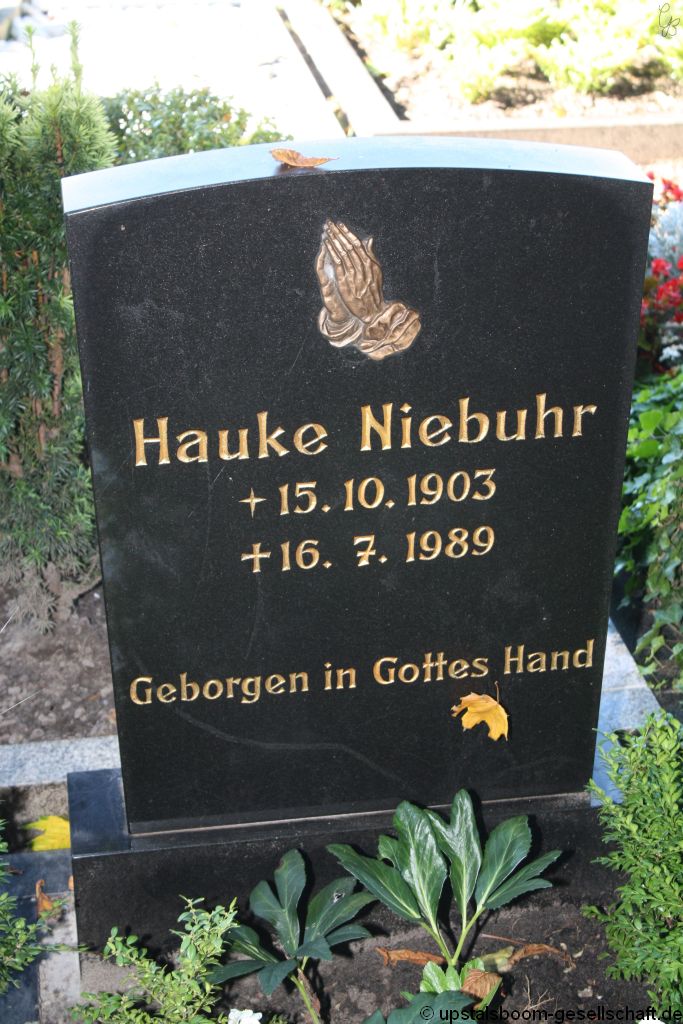 Hauke Niebuhr
+ 15. 10. 1903
+ 16. 7. 1989
Geborgen in Gottes Hand
© upstalsboom-gesellschaft.de